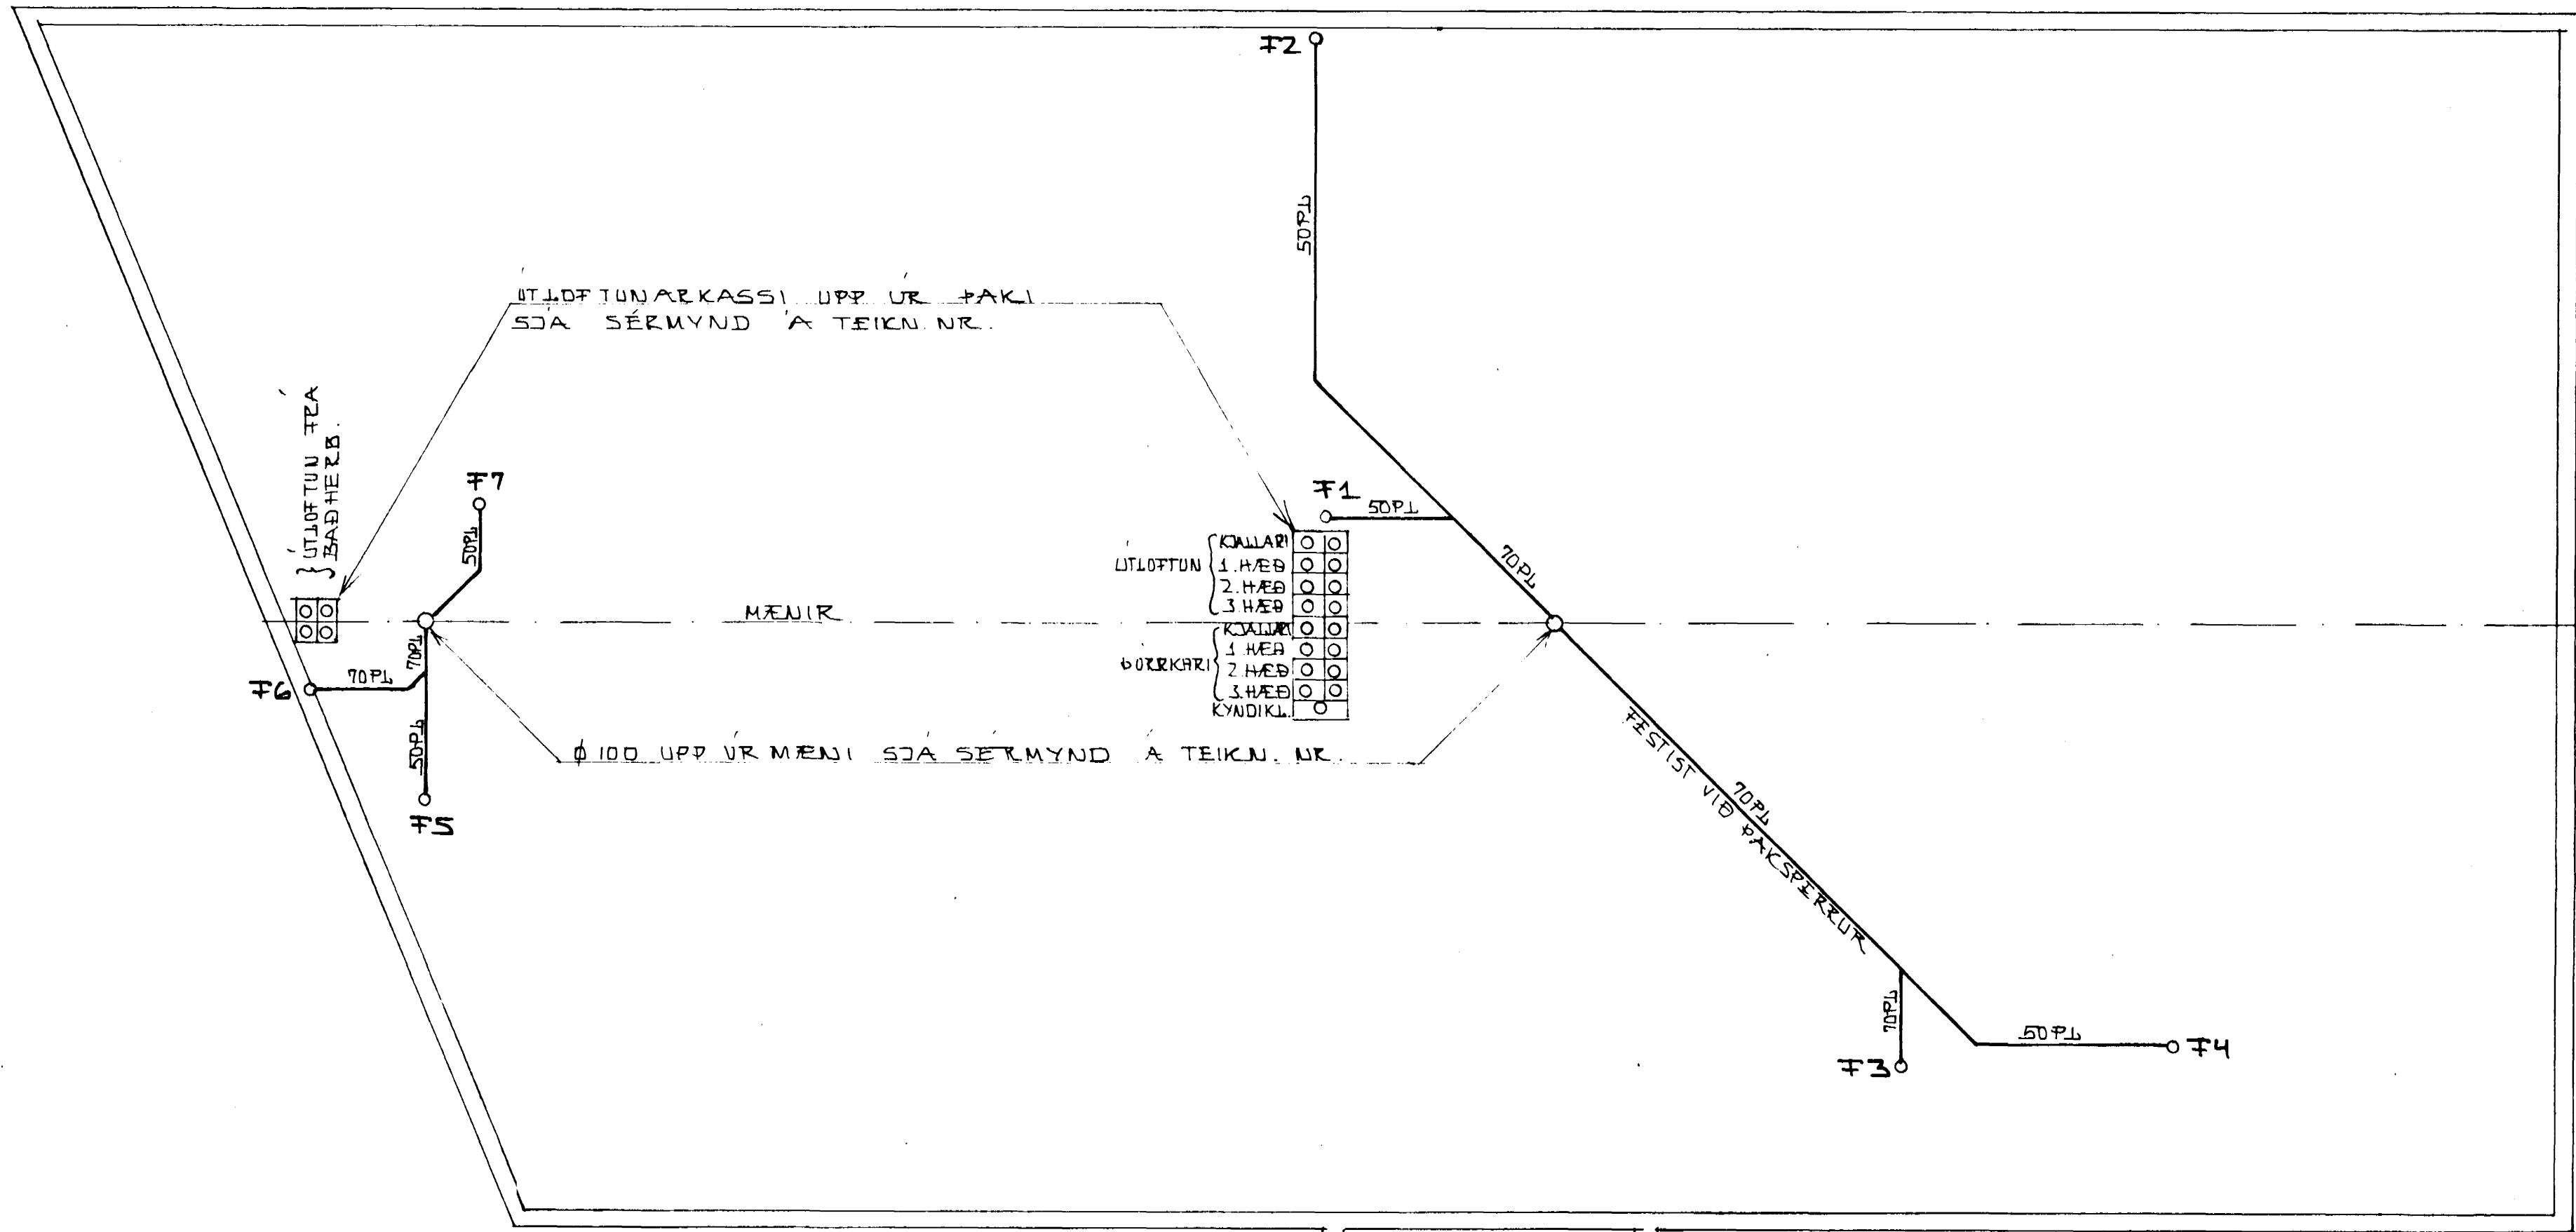 F2
50PL
ÚTLOFTUNARKASSI UPP ÚR ÞAKI
SJÁ SÉRMYND Á TEIKN. NR.
ÚTLOFTUN FRÁ
BAÐHERB.
F7
50PL
F1
50PL
ÚTLOFTUN
KJALLARI
1. HÆÐ
2. HÆÐ
3. HÆÐ
ÞURRKARI
KJALLARI
1. HÆÐ
2. HÆÐ
3. HÆÐ
KYNDIKL.
70PL
MÆNIR
70PL
F6
70PL
50PL
F5
Ø 100 UPP ÚR MÆNI SJÁ SÉRMYND Á TEIKN. NR.
70PL
FESTIST VIÐ ÞAKSPERRUR
70PL
F3
50PL
F4